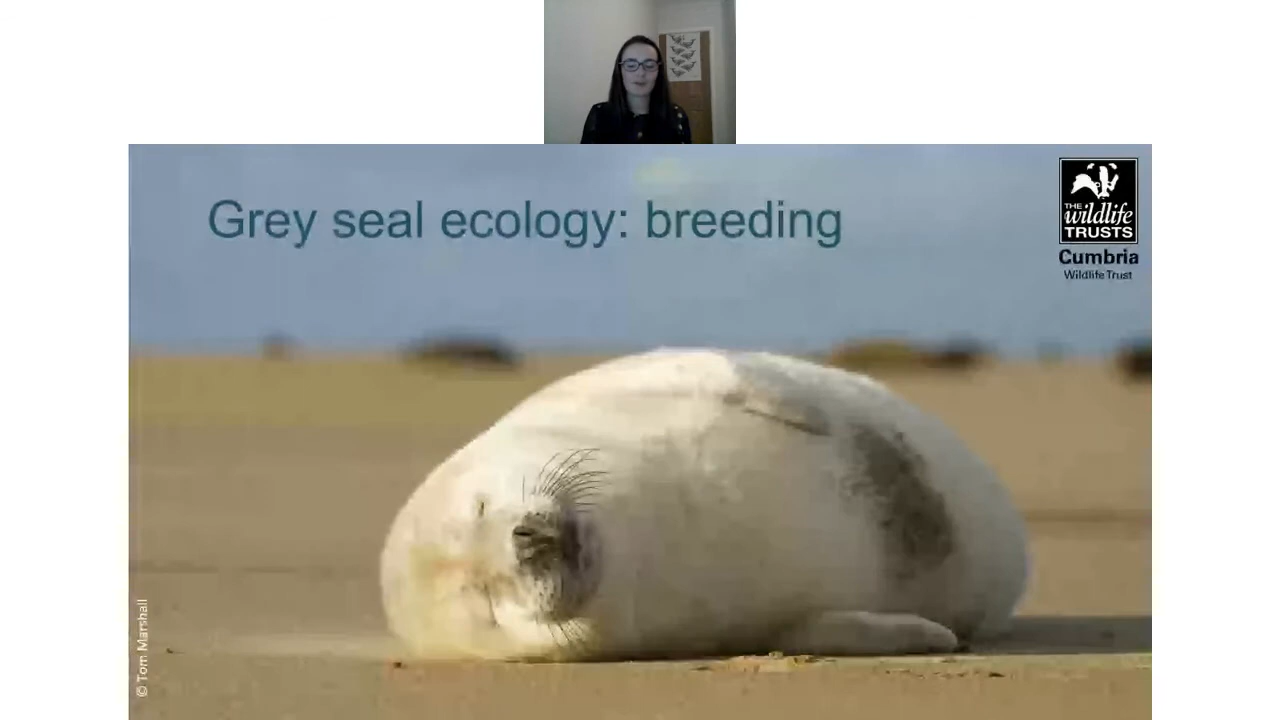 Grey seal ecology: breeding
THE
wildlife
TRUSTS
Cumbria
Wildlife Trust
© Tom Marshall